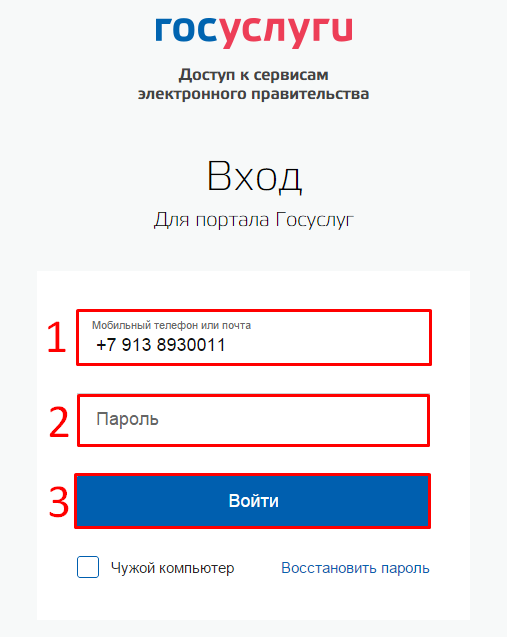 госуслуги
Доступ к сервисам
электронного правительства
Вход
Для портала Госуслуг
1
Мобильный телефон или почта
+7 913 8930011
2
Пароль
3
Войти
Чужой компьютер Восстановить пароль